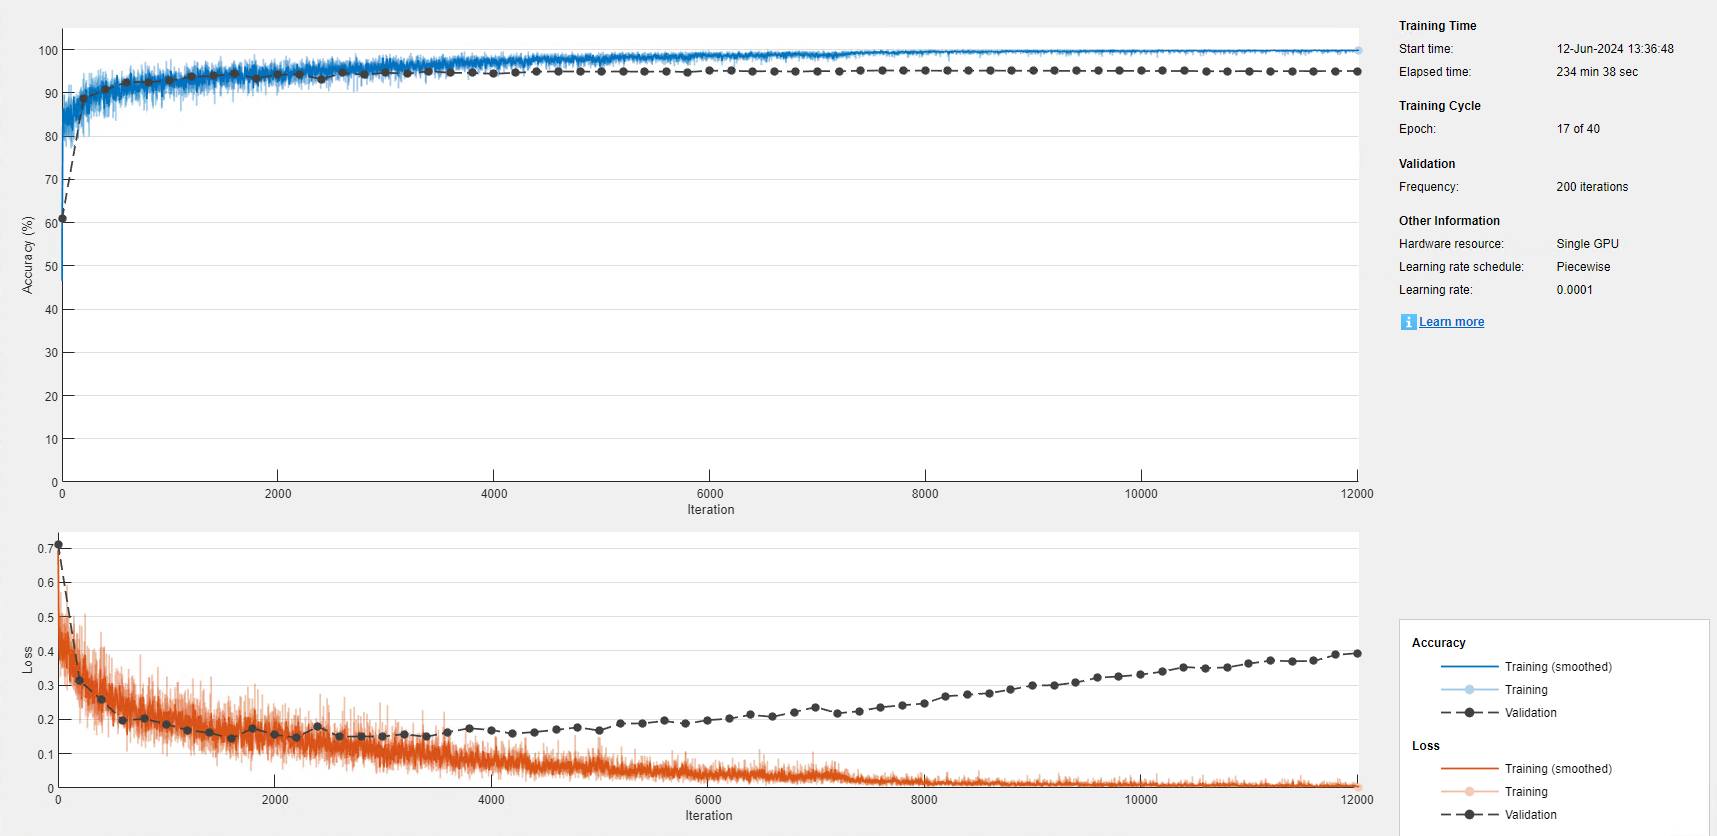 100
90
80
70
60
50
40
30
20
10
0
Accuracy (%)
0 2000 4000 6000 8000 10000 12000
Iteration
0.7
0.6
0.5
0.4
0.3
0.2
0.1
0
Loss
0 2000 4000 6000 8000 10000 12000
Iteration
Training Time
Start time: 12-Jun-2024 13:36:48
Elapsed time: 234 min 38 sec
Training Cycle
Epoch: 17 of 40
Validation
Frequency: 200 iterations
Other Information
Hardware resource: Single GPU
Learning rate schedule: Piecewise
Learning rate: 0.0001
i Learn more
Accuracy
Training (smoothed)
Training
Validation
Loss
Training (smoothed)
Training
Validation